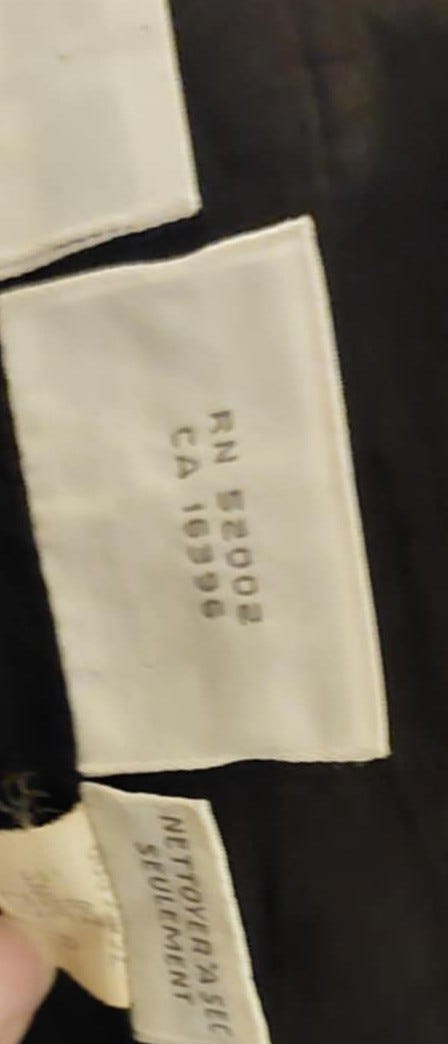 RN 52002
CA 16396
NETTOYER À SEC
SEULEMENT